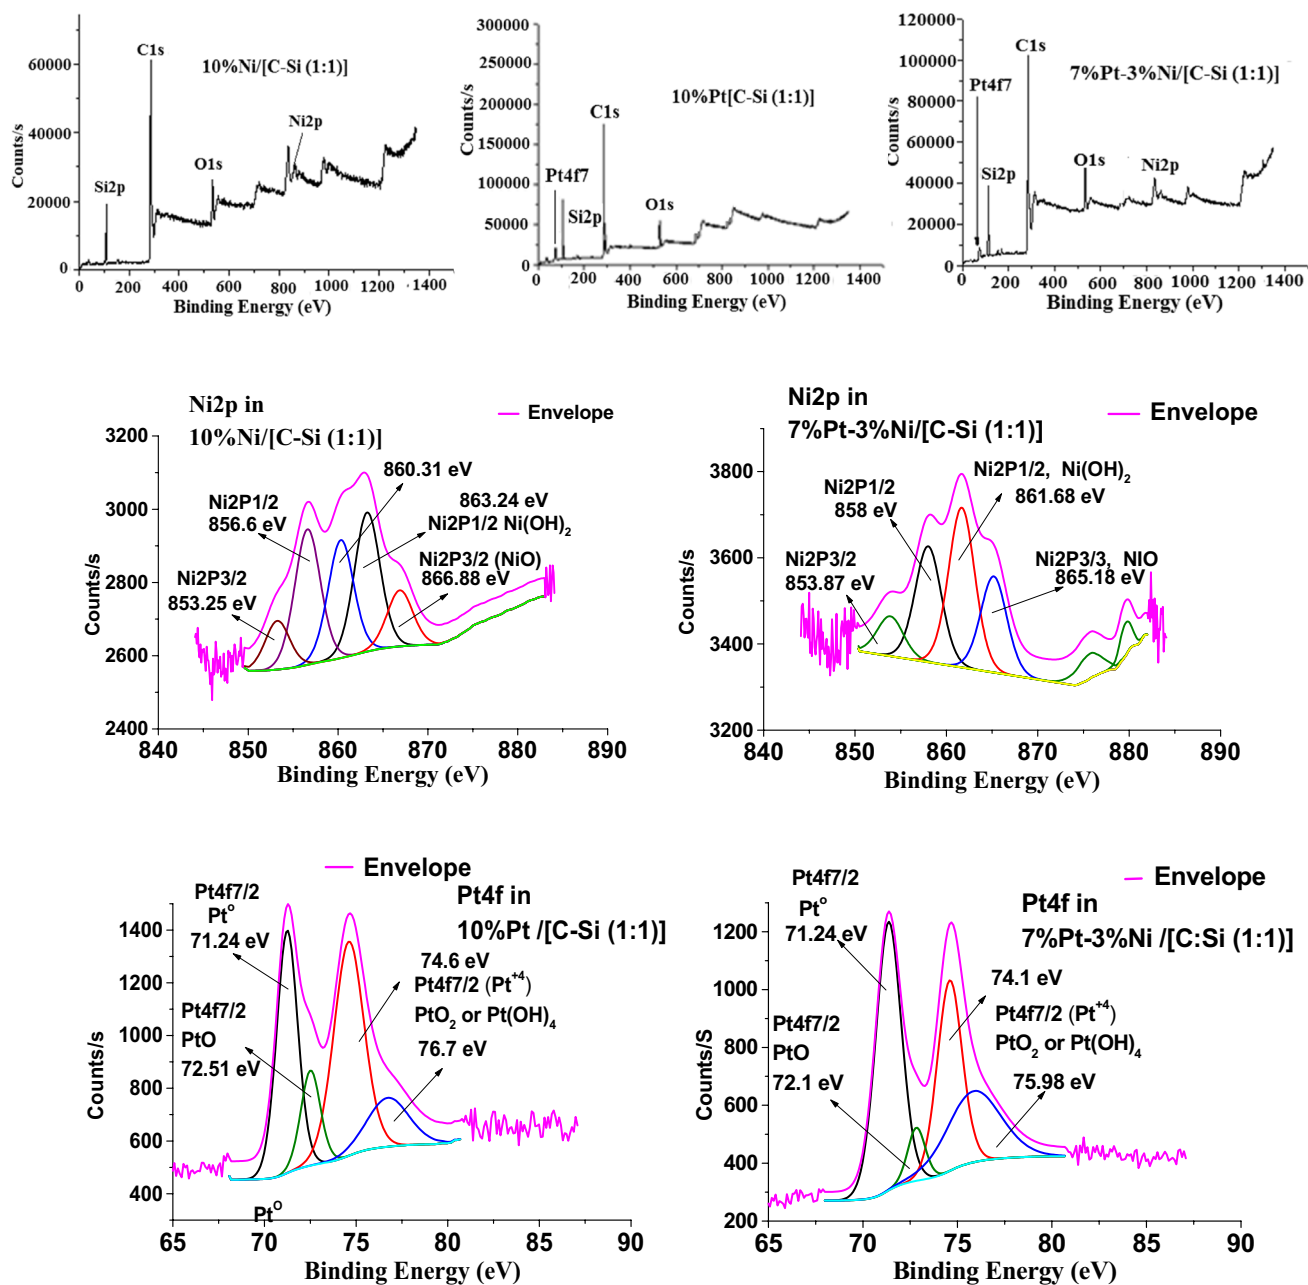 10%Ni/[C-Si (1:1)]
C1s
Ni2p
O1s
Si2p
60000
40000
20000
0
Counts/s
0 200 400 600 800 1000 1200 1400
Binding Energy (eV)
10%Pt[C-Si (1:1)]
C1s
Pt4f7
Si2p
O1s
300000
250000
200000
150000
100000
50000
0
Counts/s
0 200 400 600 800 1000 1200 1400
Binding Energy (eV)
7%Pt-3%Ni/[C-Si (1:1)]
C1s
Pt4f7
Si2p
O1s
Ni2p
120000
100000
80000
60000
40000
20000
0
Counts/s
0 200 400 600 800 1000 1200 1400
Binding Energy (eV)
Ni2p in
10%Ni/[C-Si (1:1)]
Envelope
860.31 eV
Ni2P1/2
856.6 eV
863.24 eV
Ni2P1/2 Ni(OH)2
Ni2P3/2 (NiO)
866.88 eV
Ni2P3/2
853.25 eV
3200
3000
2800
2600
2400
Counts/s
840 850 860 870 880 890
Binding Energy (eV)
Ni2p in
7%Pt-3%Ni/[C-Si (1:1)]
Envelope
Ni2P1/2, Ni(OH)2
861.68 eV
Ni2P1/2
858 eV
Ni2P3/2
853.87 eV
Ni2P3/3, NIO
865.18 eV
3800
3600
3400
3200
Counts/s
840 850 860 870 880 890
Binding Energy (eV)
Envelope
Pt4f in
10%Pt /[C-Si (1:1)]
Pt4f7/2
Pto
71.24 eV
Pt4f7/2
PtO
72.51 eV
74.6 eV
Pt4f7/2 (Pt+4)
PtO2 or Pt(OH)4
76.7 eV
PtO
1400
1200
1000
800
600
400
Counts/s
65 70 75 80 85 90
Binding Energy (eV)
Envelope
Pt4f in
7%Pt-3%Ni /[C:Si (1:1)]
Pt4f7/2
Pto
71.24 eV
Pt4f7/2
PtO
72.1 eV
74.1 eV
Pt4f7/2 (Pt+4)
PtO2 or Pt(OH)4
75.98 eV
1200
1000
800
600
400
200
Counts/S
65 70 75 80 85 90
Binding Energy (eV)